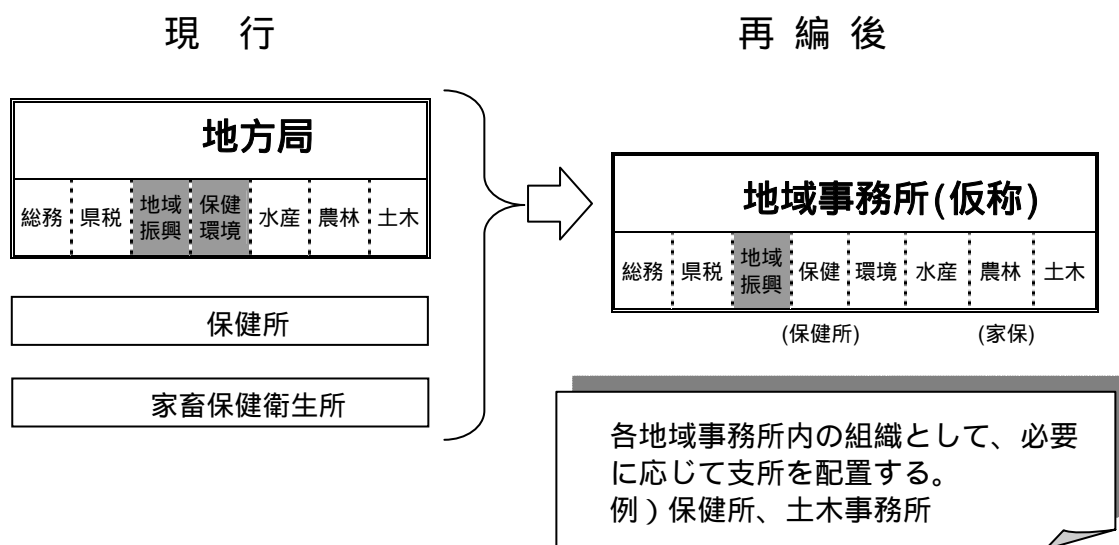 現 行
地方局
総務 県税 地域振興 保健環境 水産 農林 土木
保健所
家畜保健衛生所
再 編 後
地域事務所(仮称)
総務 県税 地域振興 保健 環境 水産 農林 土木
(保健所) (家保)
各地域事務所内の組織として、必要
に応じて支所を配置する。
例）保健所、土木事務所